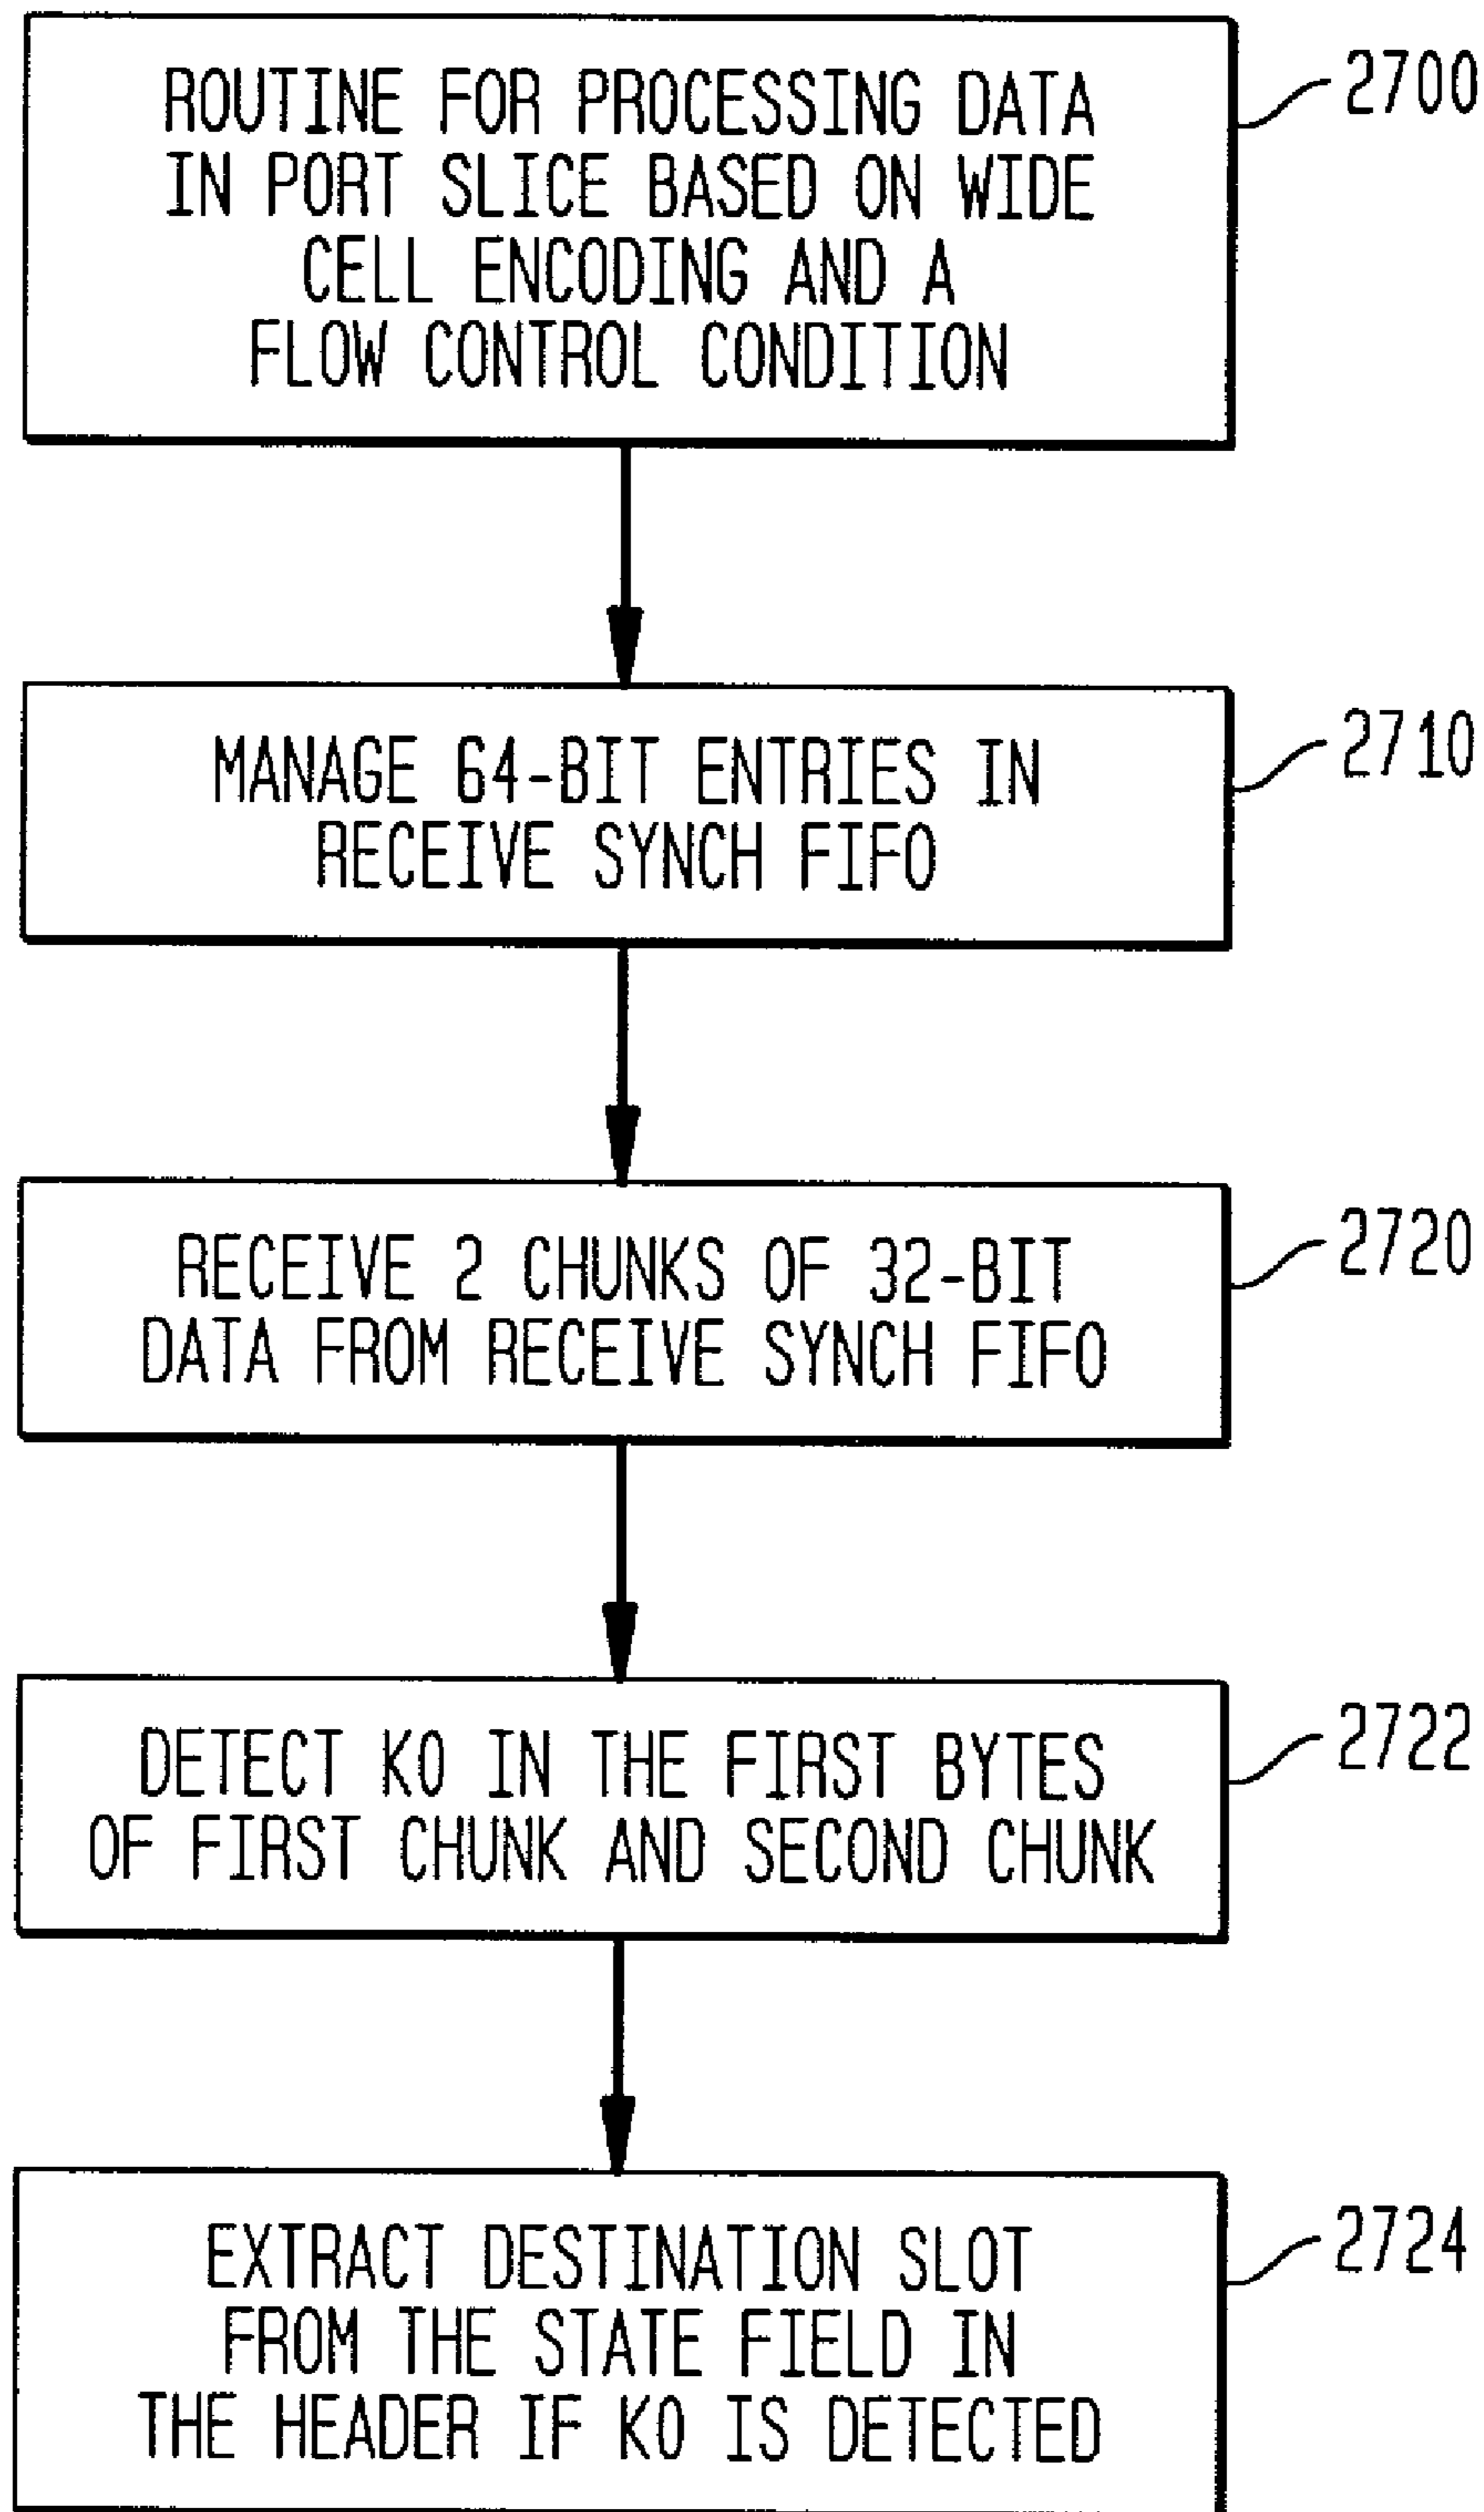 ROUTINE FOR PROCESSING DATA
IN PORT SLICE BASED ON WIDE
CELL ENCODING AND A
FLOW CONTROL CONDITION
2700
MANAGE 64-BIT ENTRIES IN
RECEIVE SYNCH FIFO
2710
RECEIVE 2 CHUNKS OF 32-BIT
DATA FROM RECEIVE SYNCH FIFO
2720
DETECT K0 IN THE FIRST BYTES
OF FIRST CHUNK AND SECOND CHUNK
2722
EXTRACT DESTINATION SLOT
FROM THE STATE FIELD IN
THE HEADER IF K0 IS DETECTED
2724